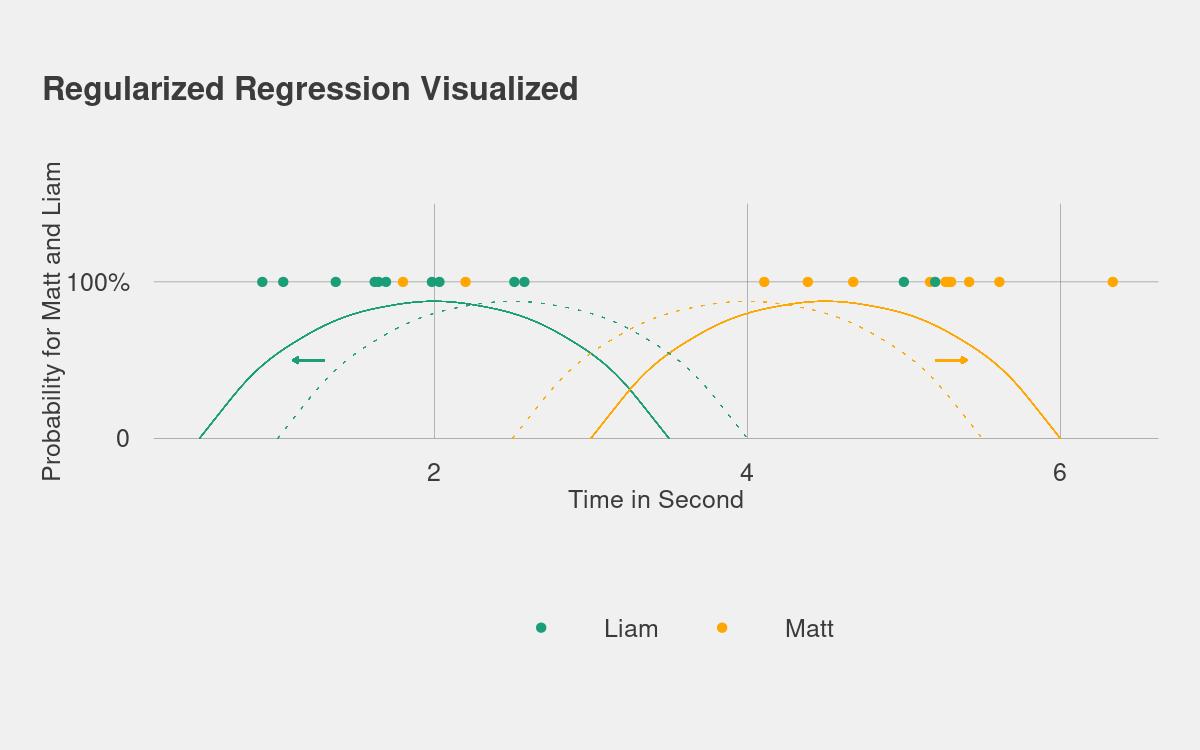 Regularized Regression Visualized
Probability for Matt and Liam
100%
0
2
4
6
Time in Second
Liam
Matt